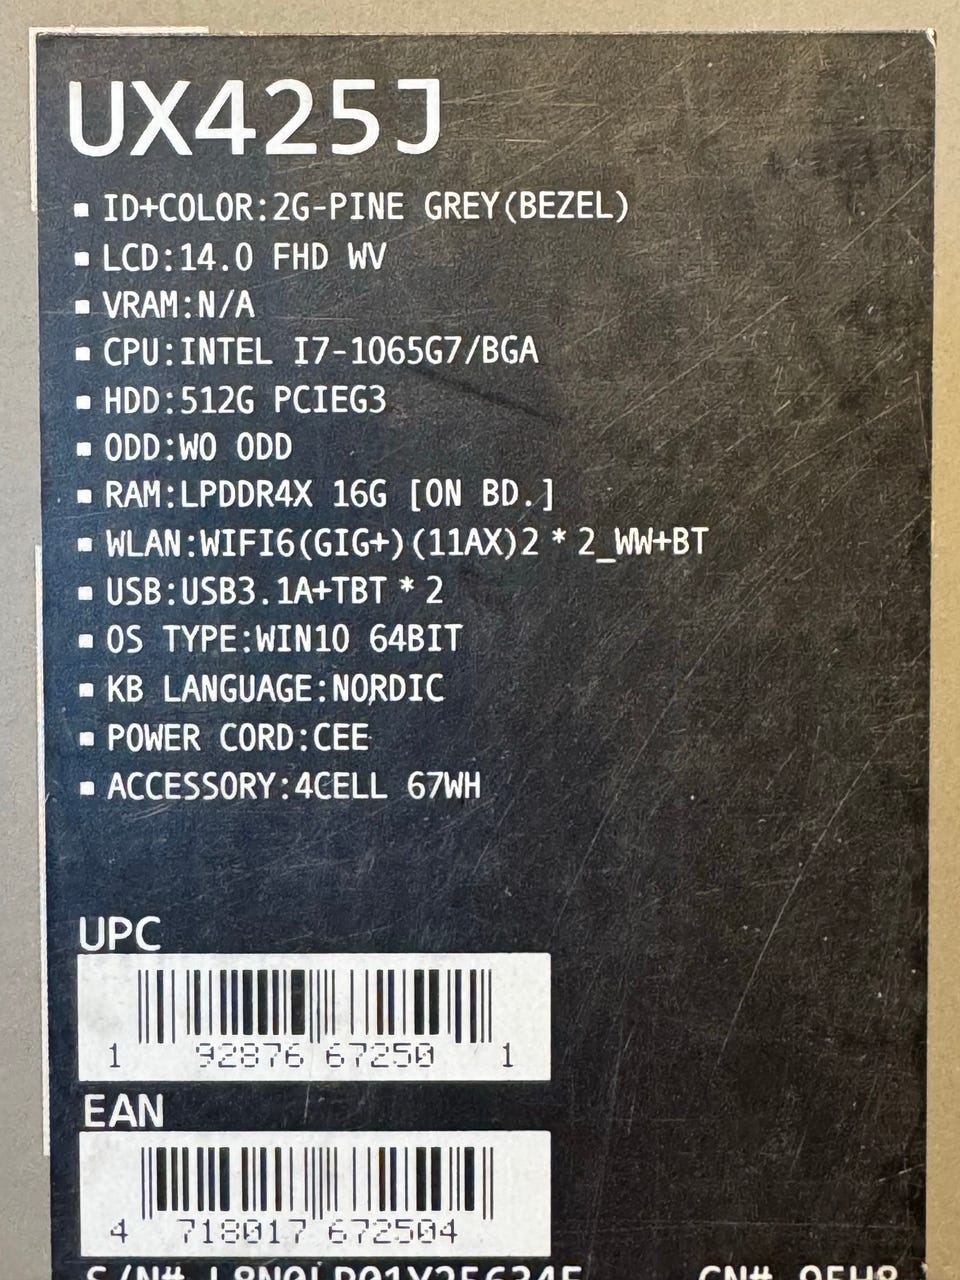 UX425J
▪ ID+COLOR:2G-PINE GREY(BEZEL)
▪ LCD:14.0 FHD WV
▪ VRAM:N/A
▪ CPU:INTEL I7-1065G7/BGA
▪ HDD:512G PCIEG3
▪ ODD:WO ODD
▪ RAM:LPDDR4X 16G [ON BD.]
▪ WLAN:WIFI6(GIG+)(11AX)2*2_WW+BT
▪ USB:USB3.1A+TBT*2
▪ OS TYPE:WIN10 64BIT
▪ KB LANGUAGE:NORDIC
▪ POWER CORD:CEE
▪ ACCESSORY:4CELL 67WH
UPC
1 92876 67250 1
EAN
4 718017 672504
S/N# CN#